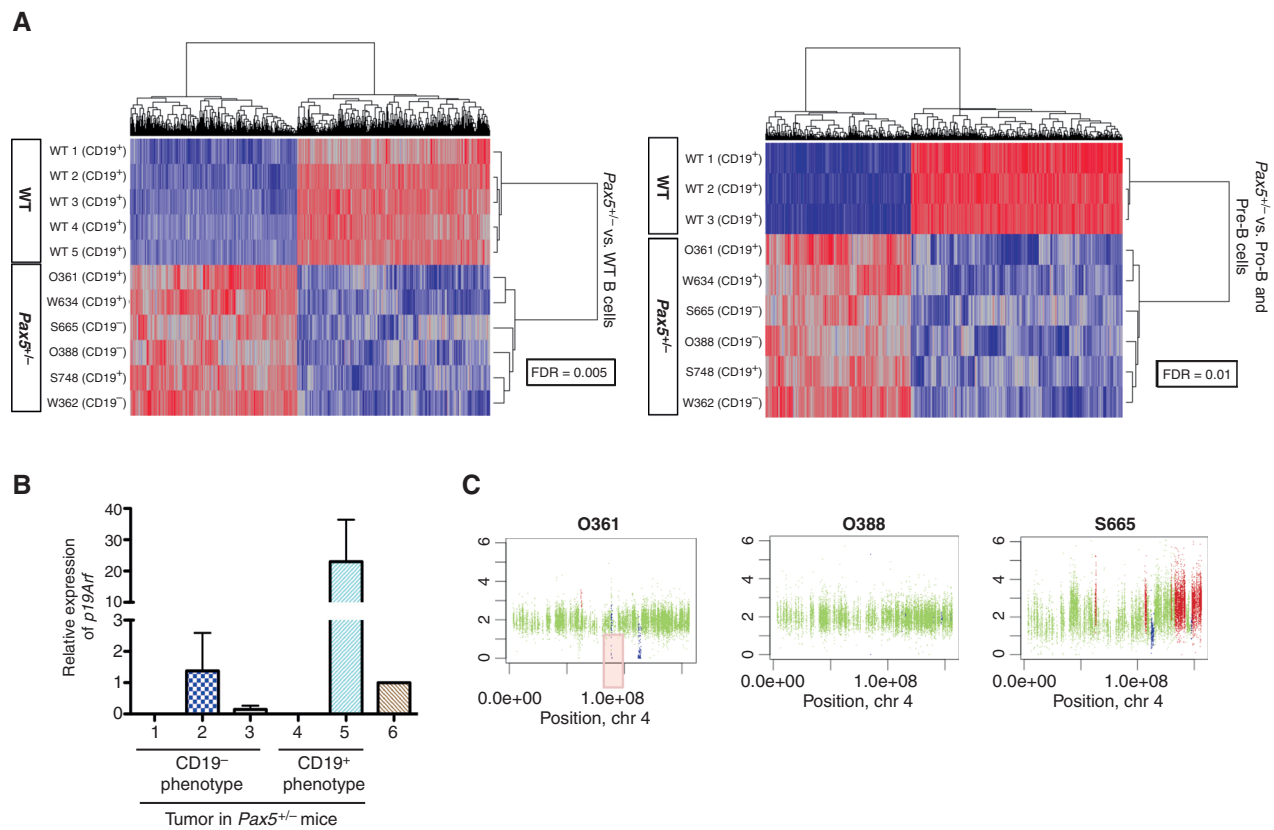 A
WT
Pax5+/–
WT 1 (CD19+)
WT 2 (CD19+)
WT 3 (CD19+)
WT 4 (CD19+)
WT 5 (CD19+)
O361 (CD19+)
W634 (CD19+)
S665 (CD19–)
O388 (CD19–)
S748 (CD19+)
W362 (CD19–)
Pax5+/– vs. WT B cells
FDR = 0.005
WT
Pax5+/–
WT 1 (CD19+)
WT 2 (CD19+)
WT 3 (CD19+)
O361 (CD19+)
W634 (CD19+)
S665 (CD19–)
O388 (CD19–)
S748 (CD19+)
W362 (CD19–)
Pax5+/– vs. Pro-B and
Pre-B cells
FDR = 0.01
B
Relative expression
of p19Arf
40
30
20
10
3
2
1
0
1 2 3 4 5 6
CD19–
phenotype
CD19+
phenotype
Tumor in Pax5+/– mice
C
O361
6
4
2
0
0.0e+00 1.0e+08
Position, chr 4
O388
6
4
2
0
0.0e+00 1.0e+08
Position, chr 4
S665
6
4
2
0
0.0e+00 1.0e+08
Position, chr 4